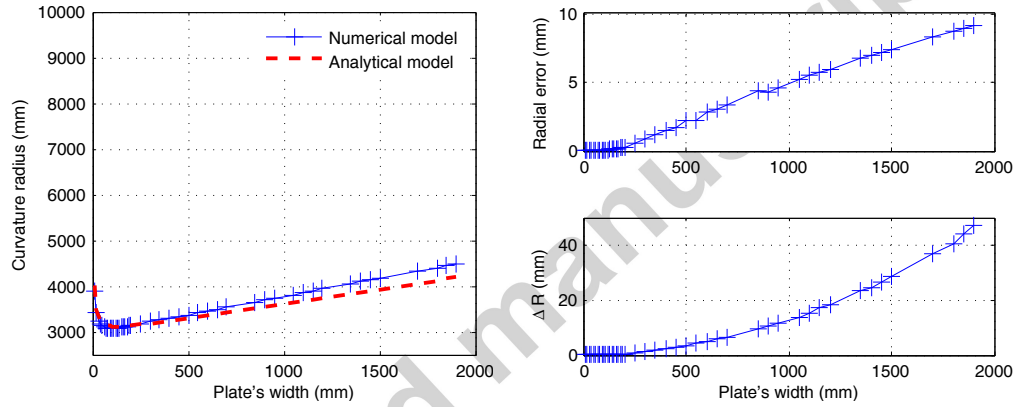 10000
9000
8000
7000
6000
5000
4000
3000
Curvature radius (mm)
Numerical model
Analytical model
0 500 1000 1500 2000
Plate's width (mm)
10
5
0
Radial error (mm)
0 500 1000 1500 2000
40
20
0
Δ R (mm)
0 500 1000 1500 2000
Plate's width (mm)
d manuscrip